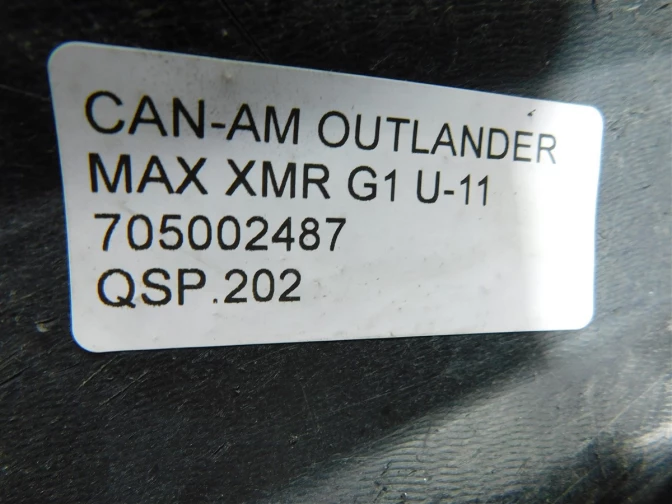 CAN-AM OUTLANDER
MAX XMR G1 U-11
705002487
QSP.202